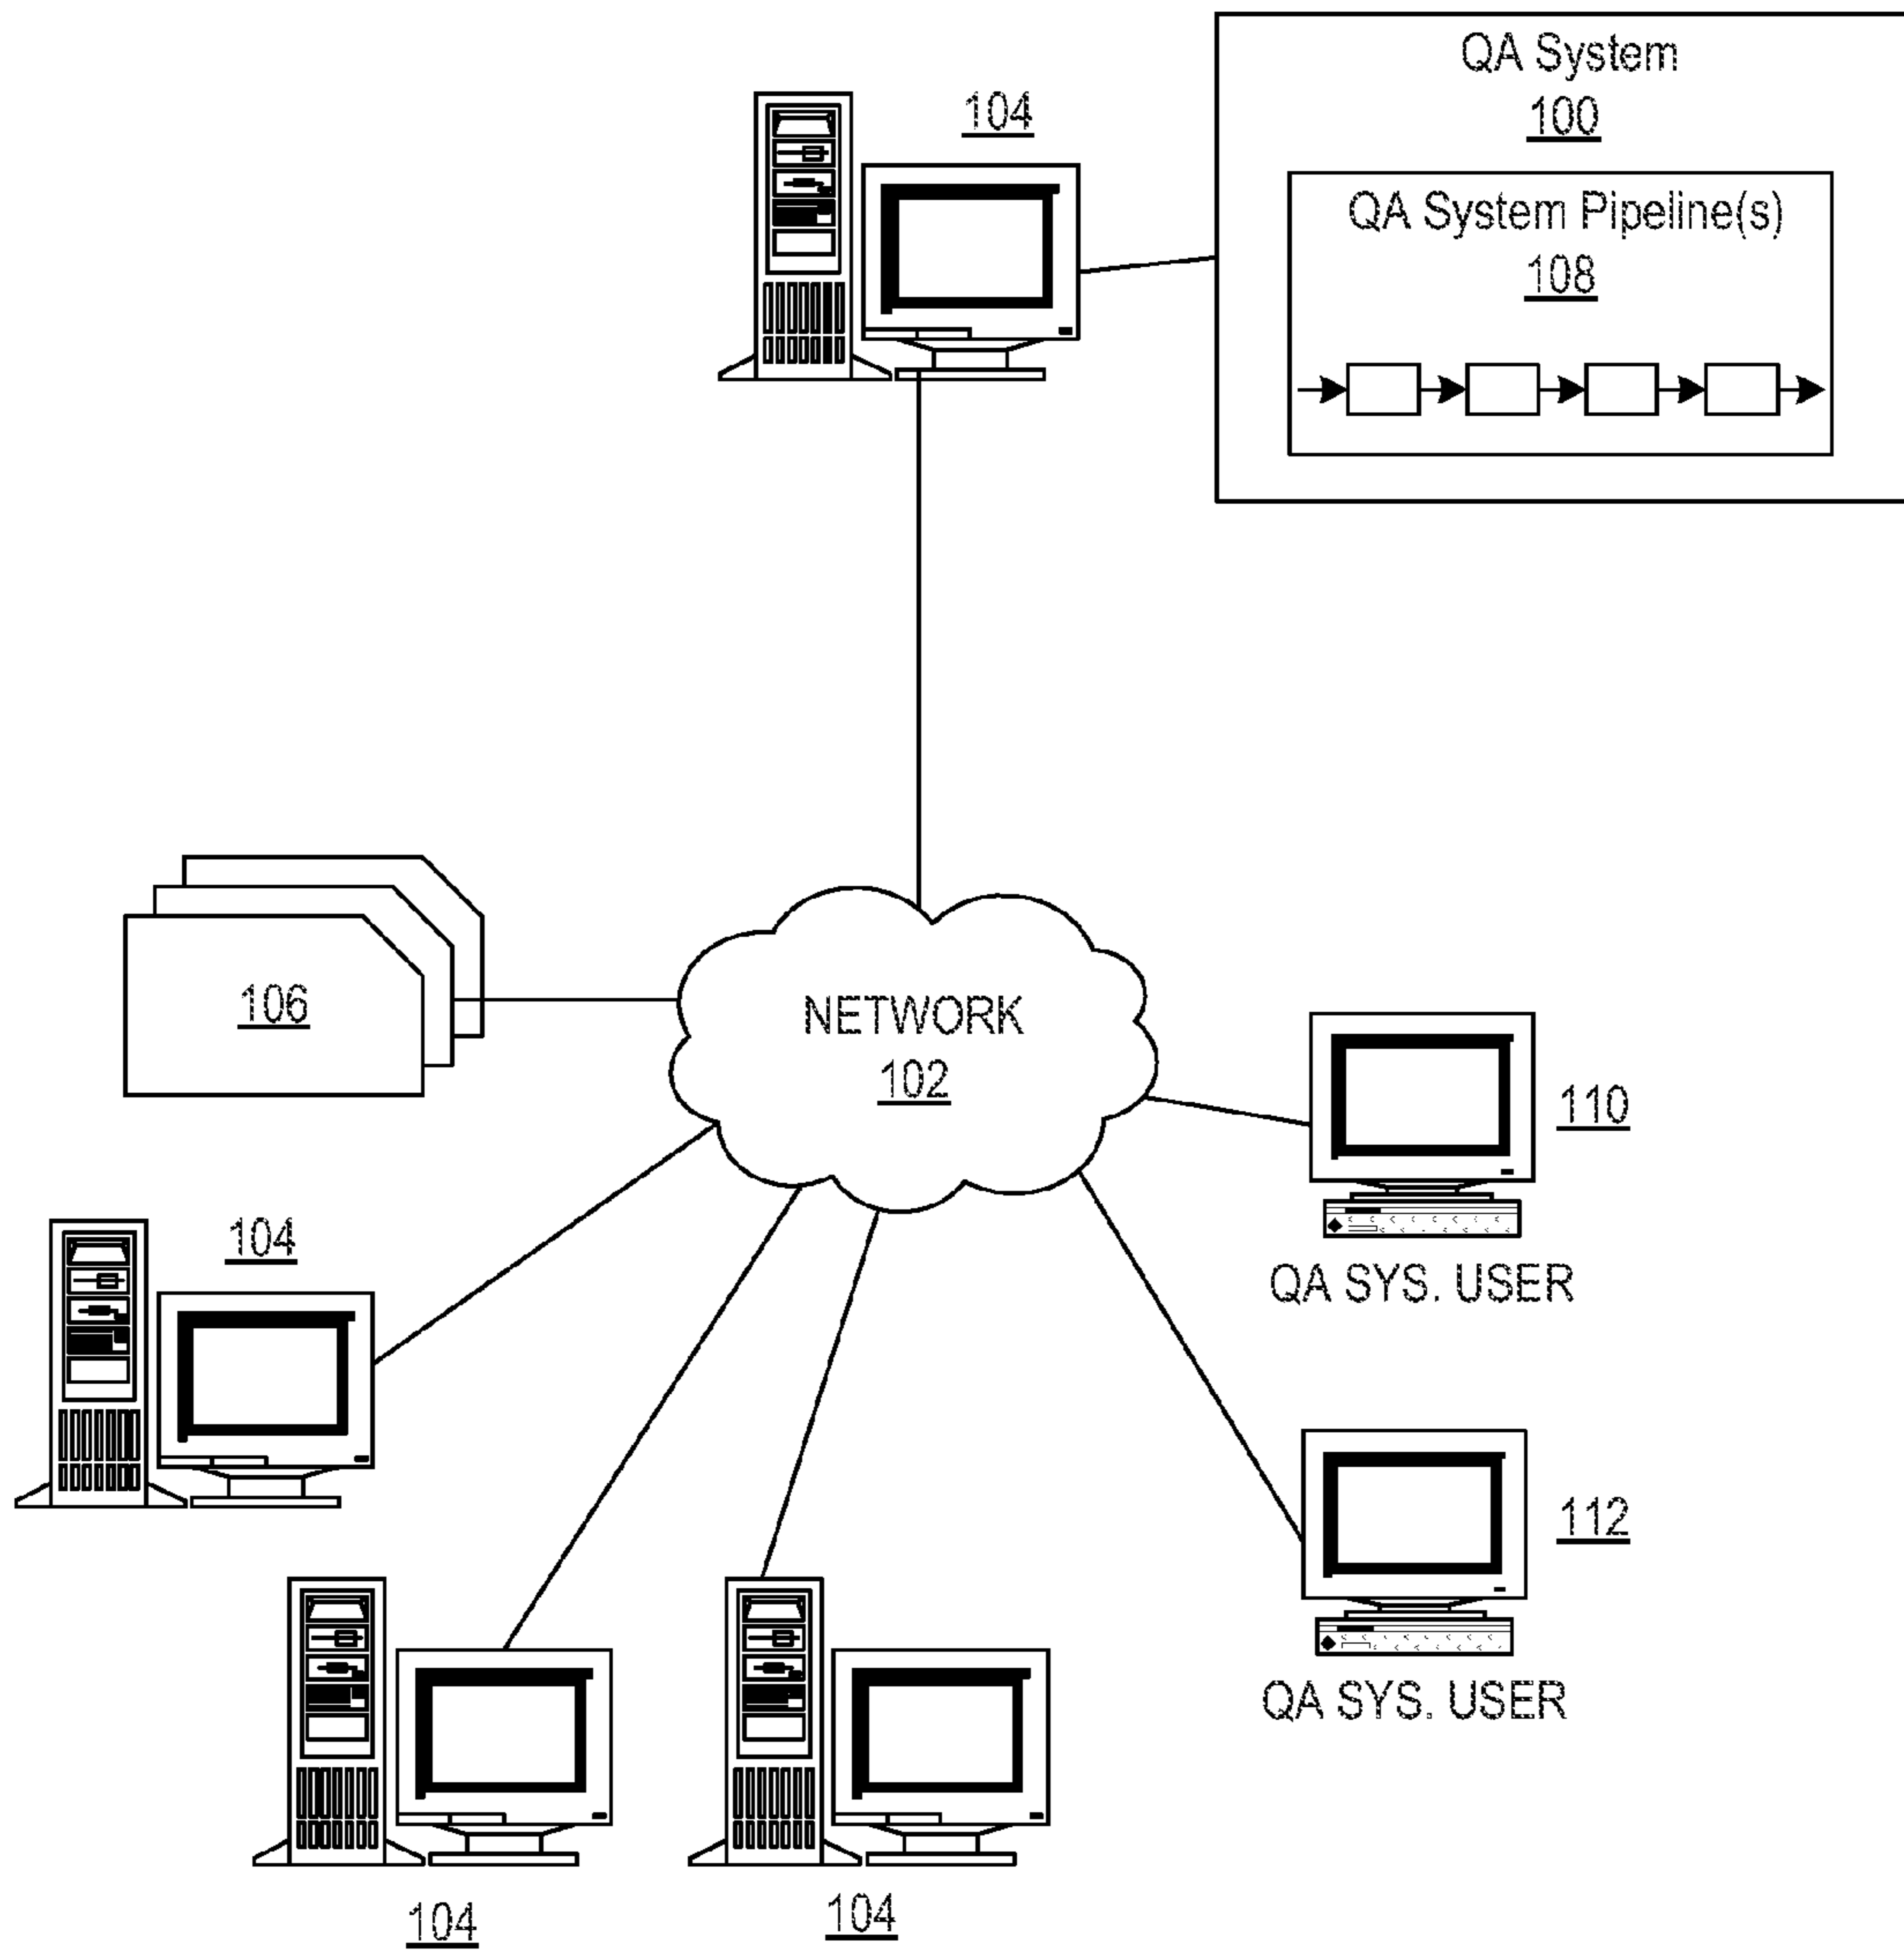 QA System
100
104
QA System Pipeline(s)
108
106
NETWORK
102
110
QA SYS. USER
104
112
QA SYS. USER
104
104